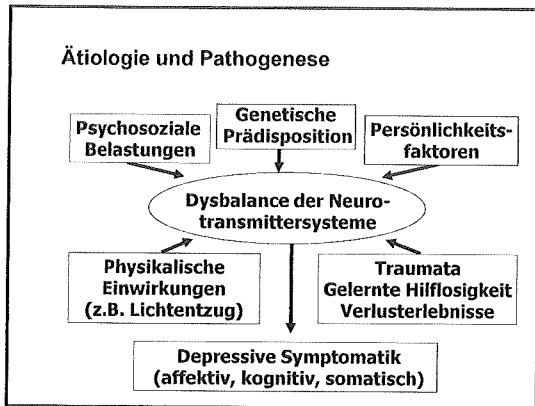 Ätiologie und Pathogenese
Genetische
Prädisposition
Psychosoziale
Belastungen
Persönlichkeits-
faktoren
Dysbalance der Neuro-
transmittersysteme
Physikalische
Einwirkungen
(z.B. Lichtentzug)
Traumata
Gelernte Hilflosigkeit
Verlusterlebnisse
Depressive Symptomatik
(affektiv, kognitiv, somatisch)